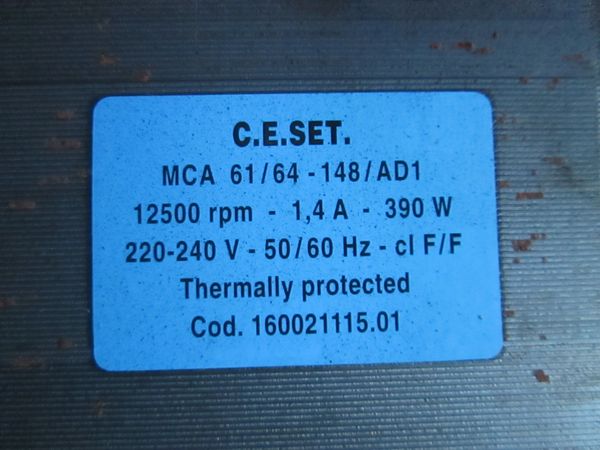 C.E.SET.
MCA 61/64 - 148/AD1
12500 rpm - 1,4 A - 390 W
220-240 V - 50/60 Hz - cl F/F
Thermally protected
Cod. 160021115.01